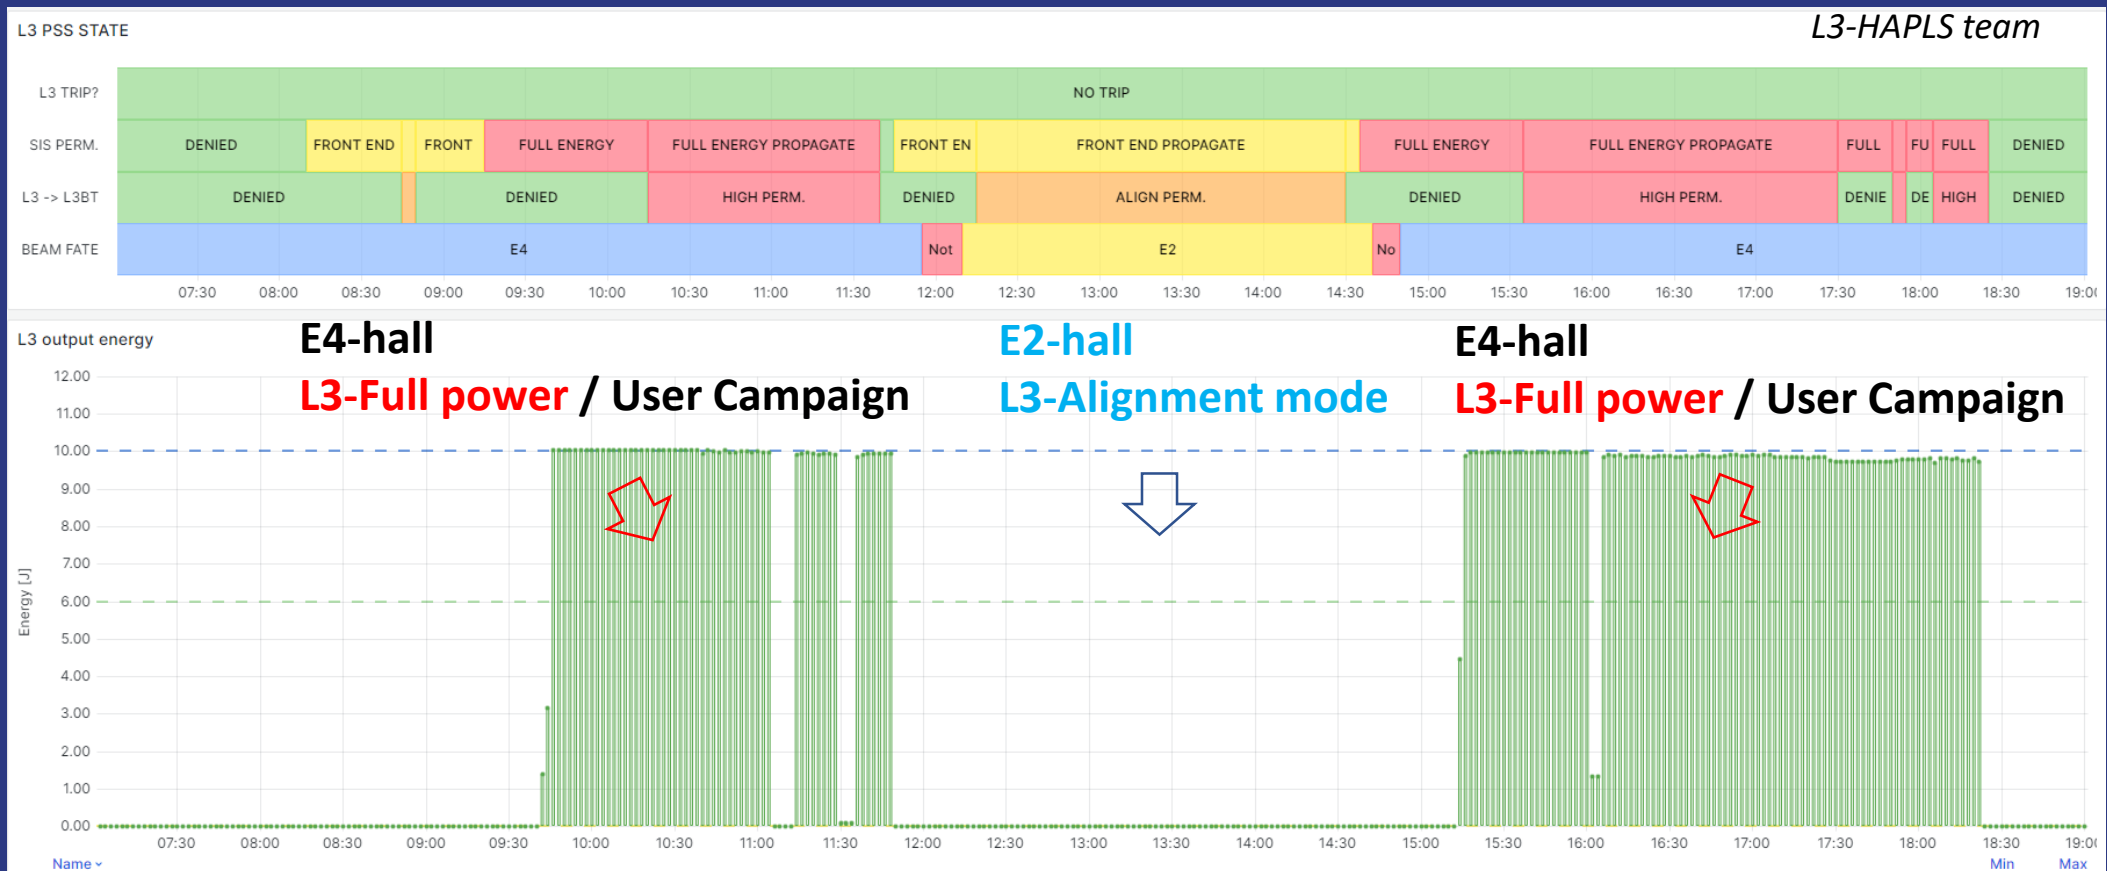 L3 PSS STATE
L3-HAPLS team
L3 TRIP? NO TRIP
SIS PERM. DENIED FRONT END FRONT FULL ENERGY FULL ENERGY PROPAGATE FRONT EN FRONT END PROPAGATE FULL ENERGY FULL ENERGY PROPAGATE FULL FU FULL DENIED
L3 -> L3BT DENIED DENIED HIGH PERM. DENIED ALIGN PERM. DENIED HIGH PERM. DENIE DE HIGH DENIED
BEAM FATE E4 Not E2 No E4
07:30 08:00 08:30 09:00 09:30 10:00 10:30 11:00 11:30 12:00 12:30 13:00 13:30 14:00 14:30 15:00 15:30 16:00 16:30 17:00 17:30 18:00 18:30 19:0
L3 output energy
E4-hall E2-hall E4-hall
L3-Full power / User Campaign L3-Alignment mode L3-Full power / User Campaign
12.00
11.00
10.00
9.00
8.00
7.00
6.00
5.00
4.00
3.00
2.00
1.00
0.00
Energy [J]
07:30 08:00 08:30 09:00 09:30 10:00 10:30 11:00 11:30 12:00 12:30 13:00 13:30 14:00 14:30 15:00 15:30 16:00 16:30 17:00 17:30 18:00 18:30 19:0
Name Min Max